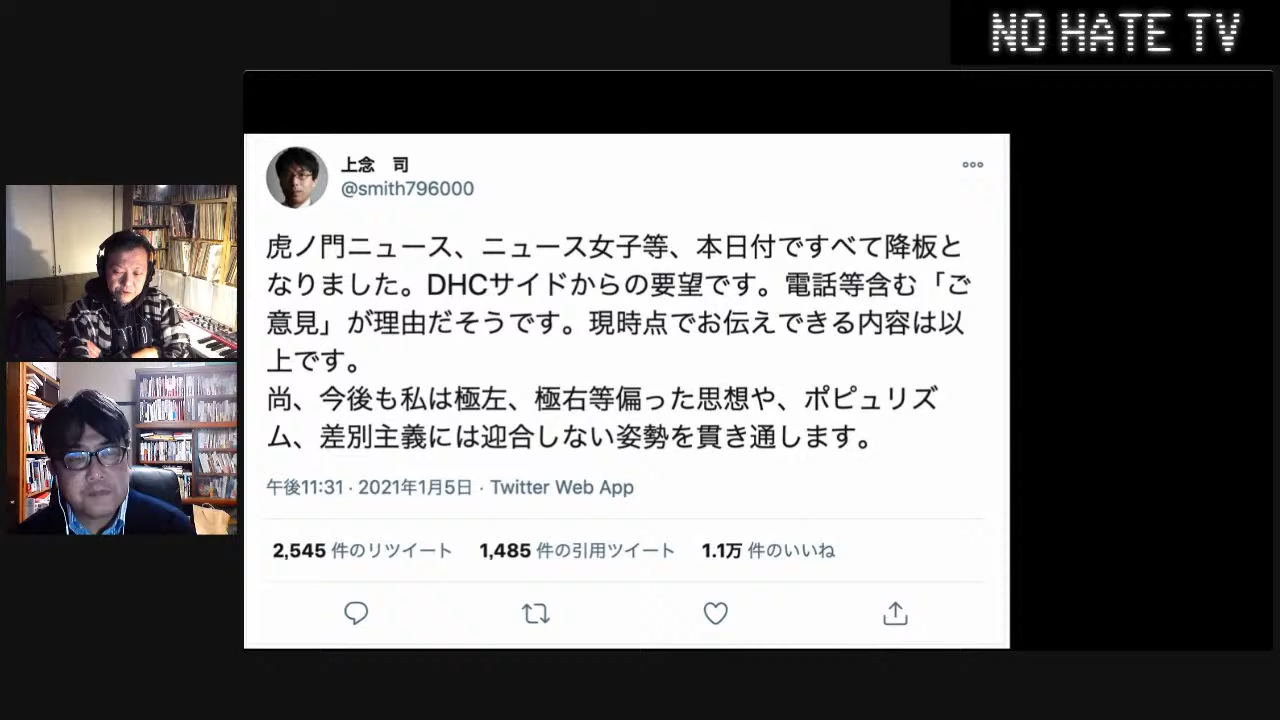 NO HATE TV
上念　司
@smith796000
虎ノ門ニュース、ニュース女子等、本日付ですべて降板と
なりました。DHCサイドからの要望です。電話等含む「ご
意見」が理由だそうです。現時点でお伝えできる内容は以
上です。
尚、今後も私は極左、極右等偏った思想や、ポピュリズ
ム、差別主義には迎合しない姿勢を貫き通します。
午後11:31 · 2021年1月5日 · Twitter Web App
2,545 件のリツイート 1,485 件の引用ツイート 1.1万 件のいいね